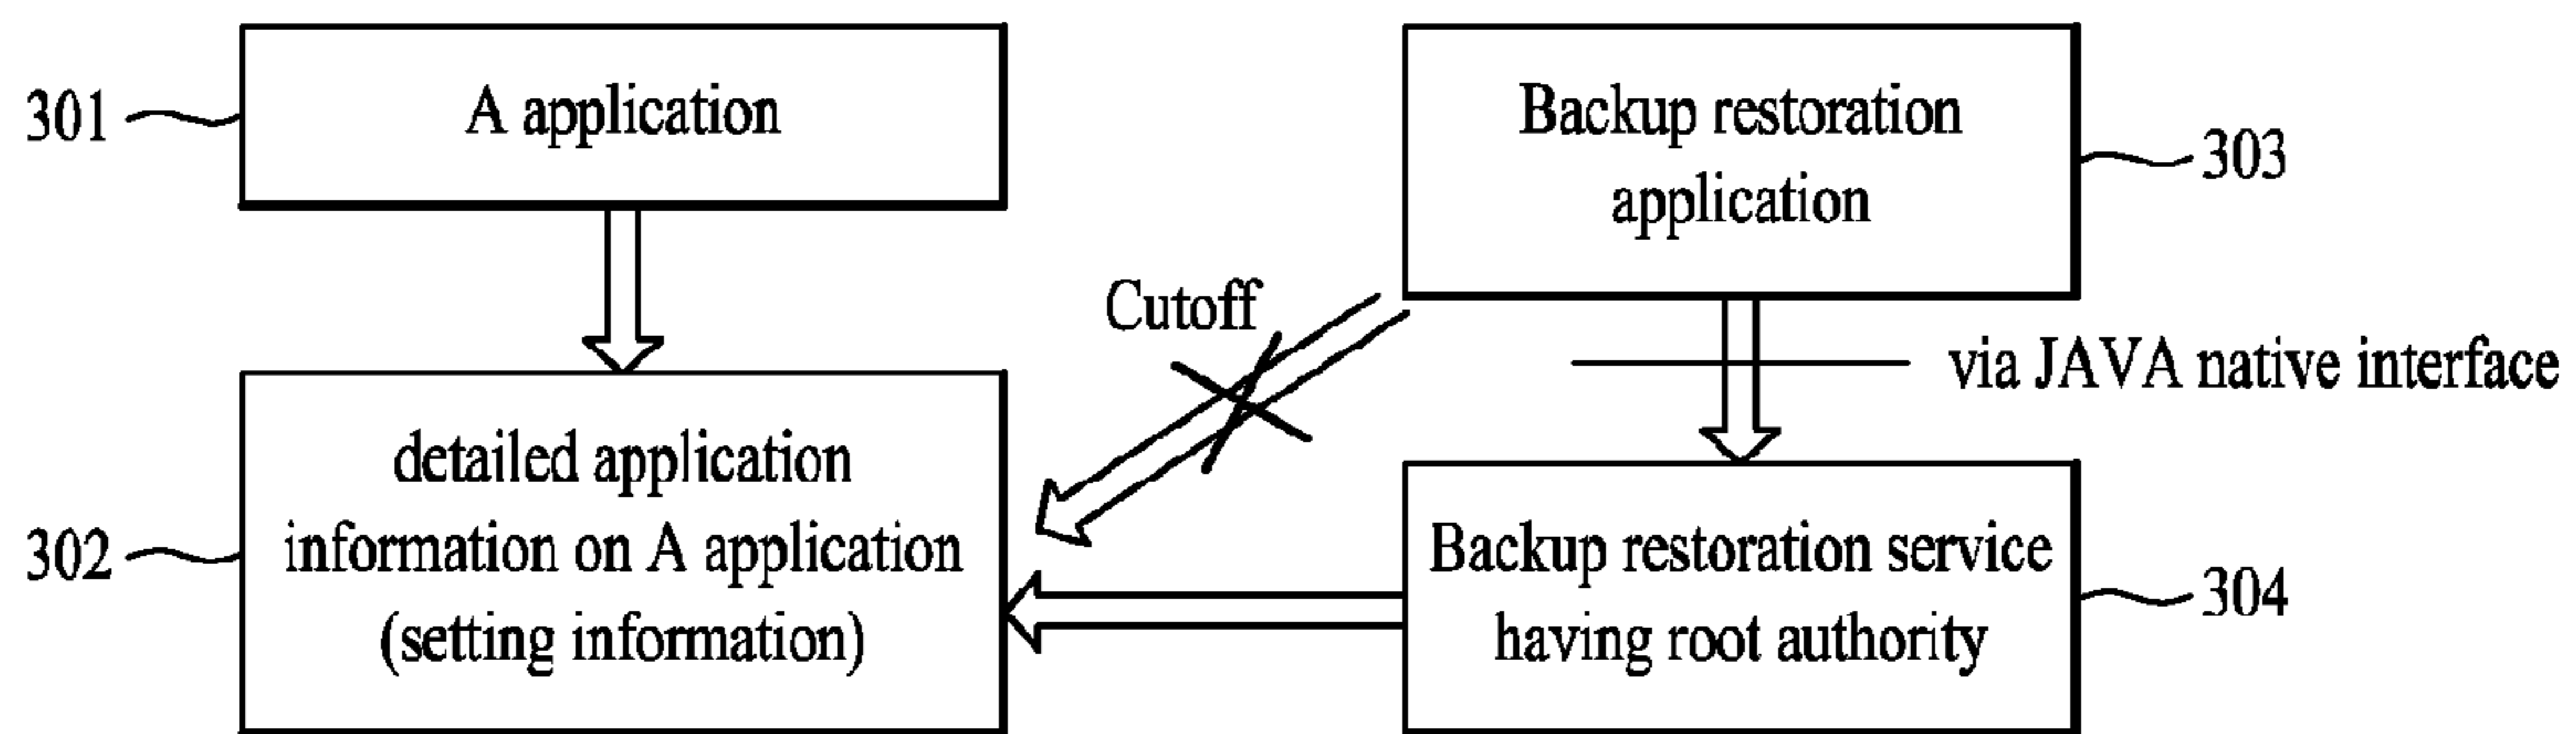 301
A application
Backup restoration
application
303
Cutoff
via JAVA native interface
302
detailed application
information on A application
(setting information)
Backup restoration service
having root authority
304